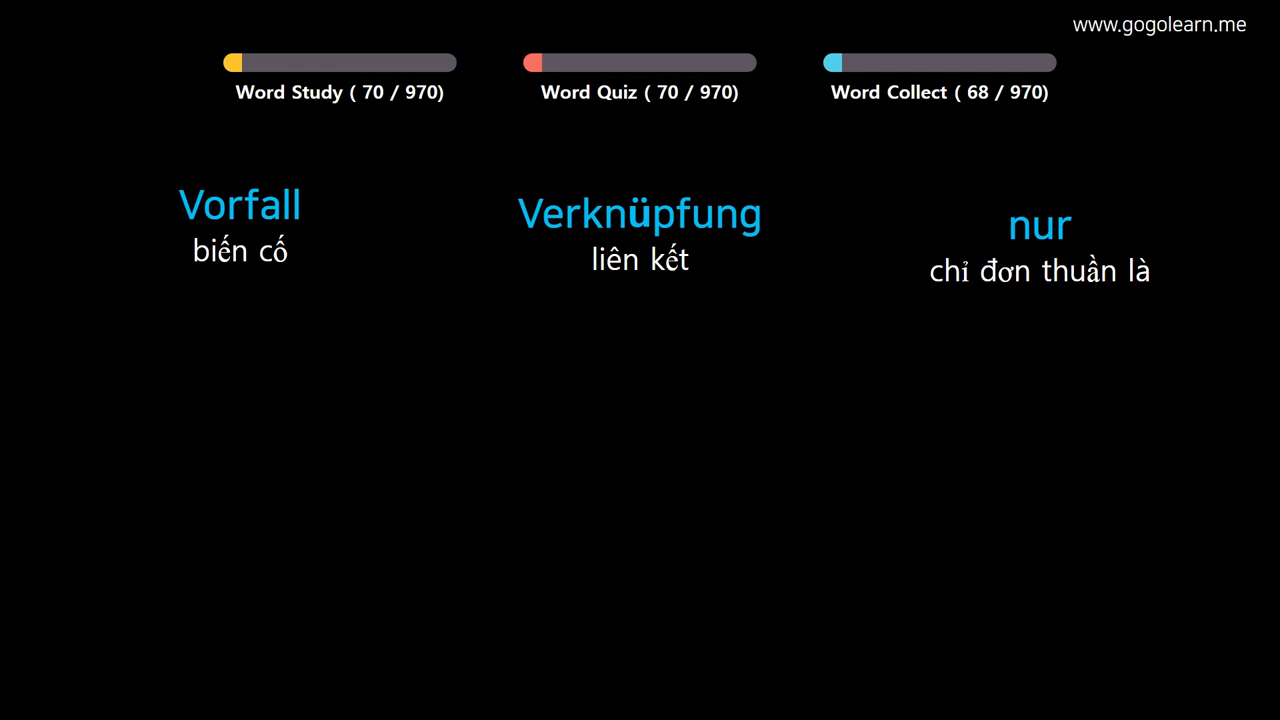 www.gogolearn.me
Word Study ( 70 / 970)
Word Quiz ( 70 / 970)
Word Collect ( 68 / 970)
Vorfall
biến cố
Verknüpfung
liên kết
nur
chỉ đơn thuần là